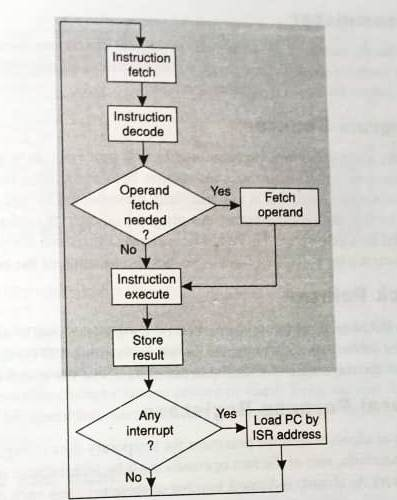 Instruction
fetch
Instruction
decode
Operand
fetch
needed
?
Yes
Fetch
operand
No
Instruction
execute
Store
result
Any
interrupt
?
Yes
Load PC by
ISR address
No